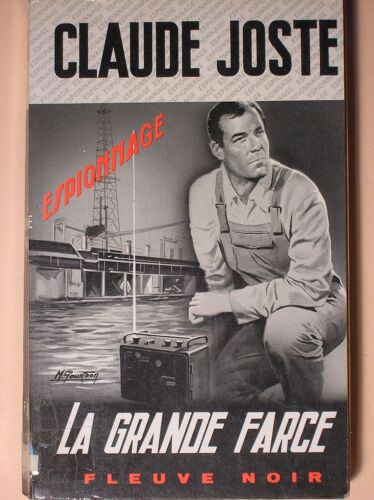 CLAUDE JOSTE
ESPIONNAGE
M. Gourdon
LA GRANDE FARCE
FLEUVE NOIR